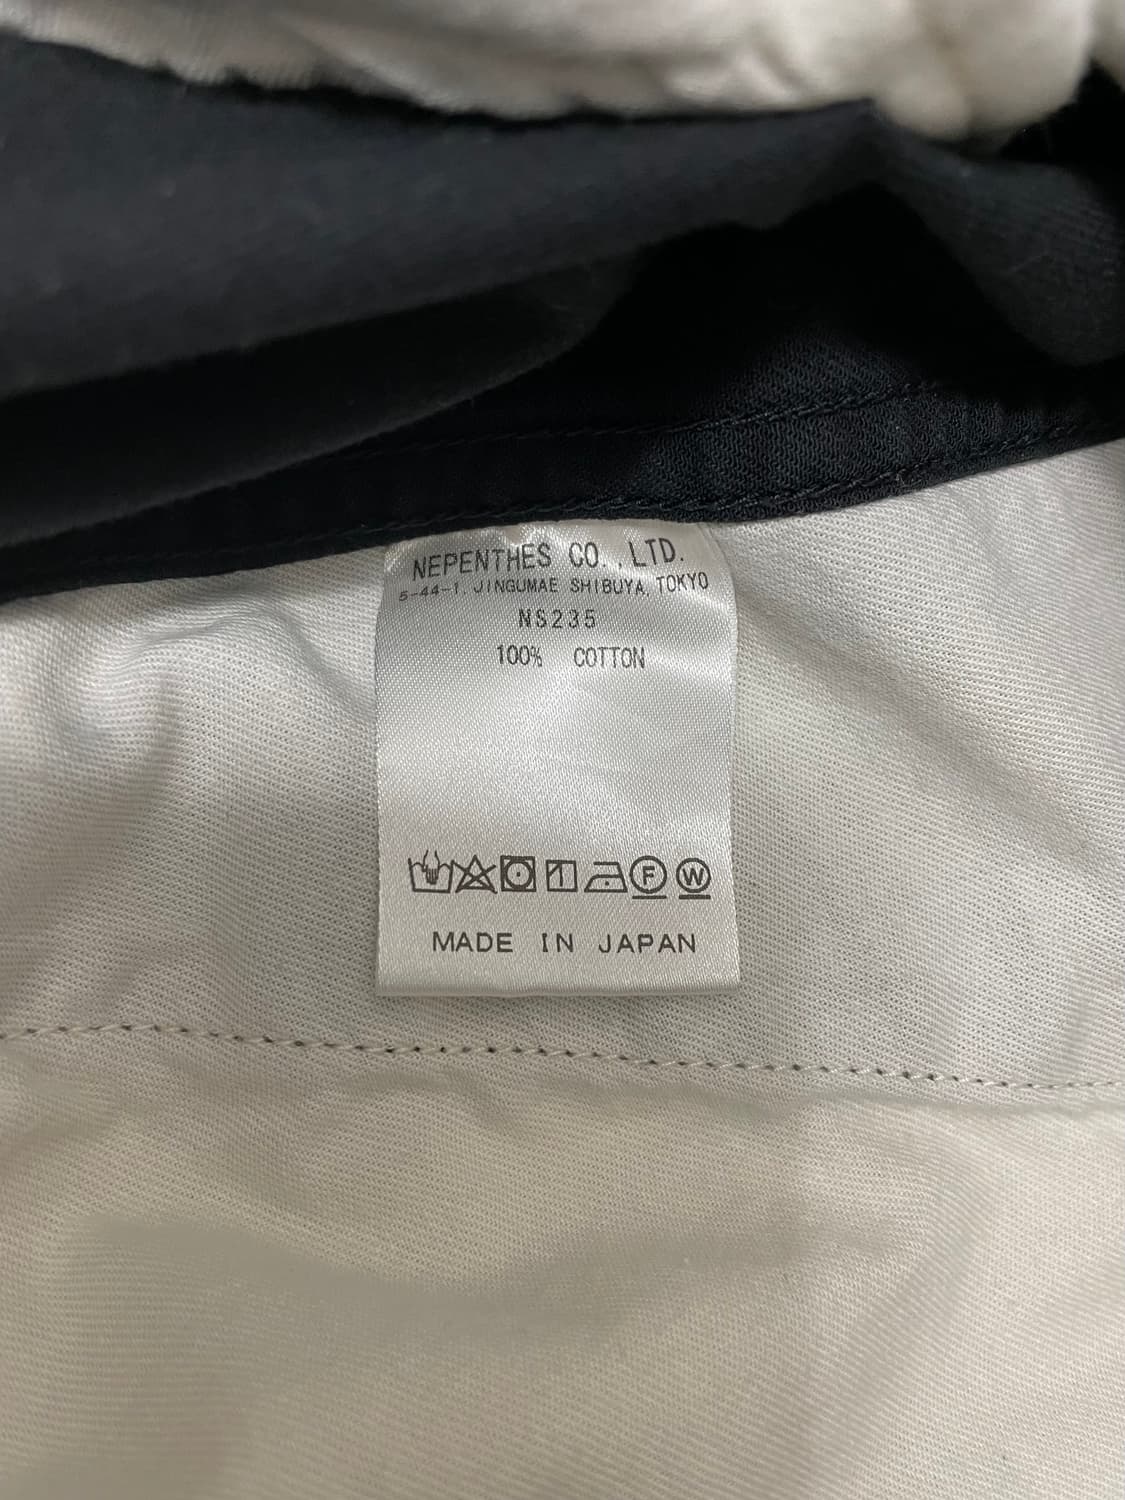 NEPENTHES CO.,LTD.
5-44-1, JINGUMAE SHIBUYA, TOKYO
NS235
100% COTTON
F W
MADE IN JAPAN